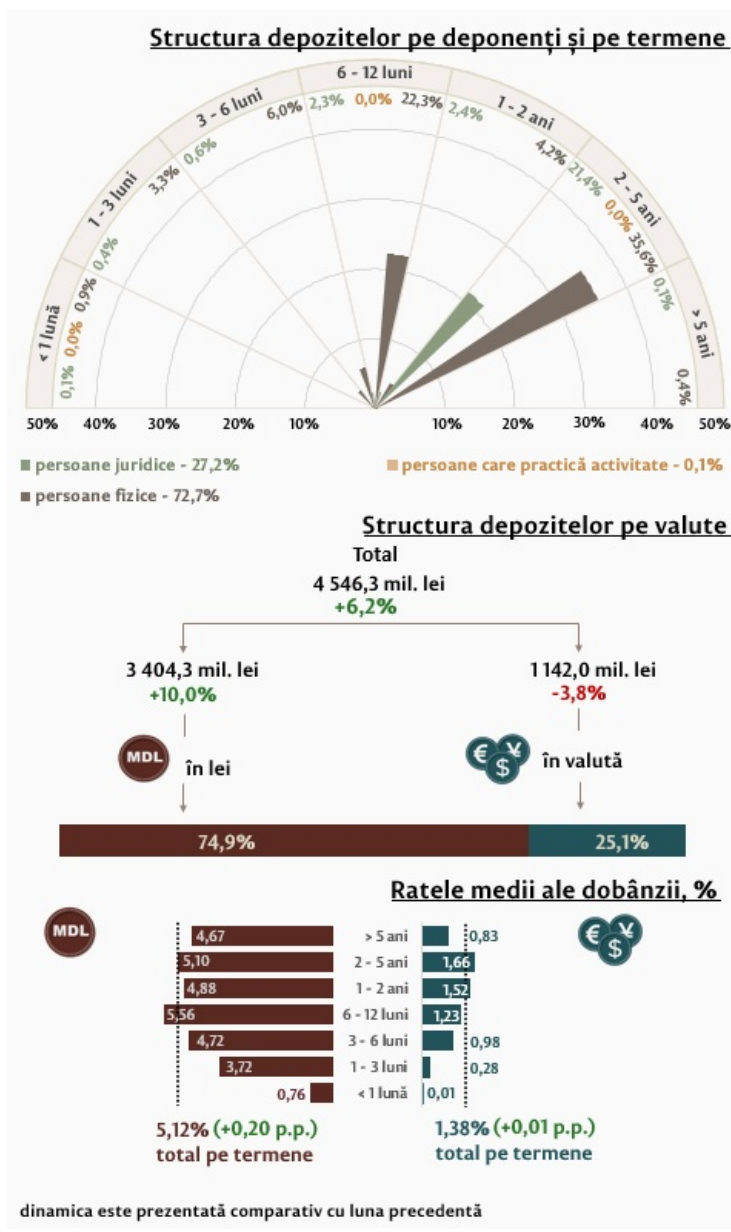 Structura depozitelor pe deponenți și pe termene
6 - 12 luni
3 - 6 luni
1 - 2 ani
6,0% 2,3% 0,0% 22,3% 2,4%
1 - 3 luni
3,3% 0,6%
4,2% 21,4% 0,0% 35,6% 0,1%
2 - 5 ani
< 1 lună
0,1% 0,0% 0,9% 0,4%
> 5 ani
0,4%
50% 40% 30% 20% 10% 10% 20% 30% 40% 50%
persoane juridice - 27,2%
persoane care practică activitate - 0,1%
persoane fizice - 72,7%
Structura depozitelor pe valute
Total
4 546,3 mil. lei
+6,2%
3 404,3 mil. lei
+10,0%
1 142,0 mil. lei
-3,8%
MDL
în lei
€ ¥ $
în valută
74,9%
25,1%
Ratele medii ale dobânzii, %
MDL
€ ¥ $
4,67 > 5 ani 0,83
5,10 2 - 5 ani 1,66
4,88 1 - 2 ani 1,52
5,56 6 - 12 luni 1,23
4,72 3 - 6 luni 0,98
3,72 1 - 3 luni 0,28
0,76 < 1 lună 0,01
5,12% (+0,20 p.p.)
total pe termene
1,38% (+0,01 p.p.)
total pe termene
dinamica este prezentată comparativ cu luna precedentă